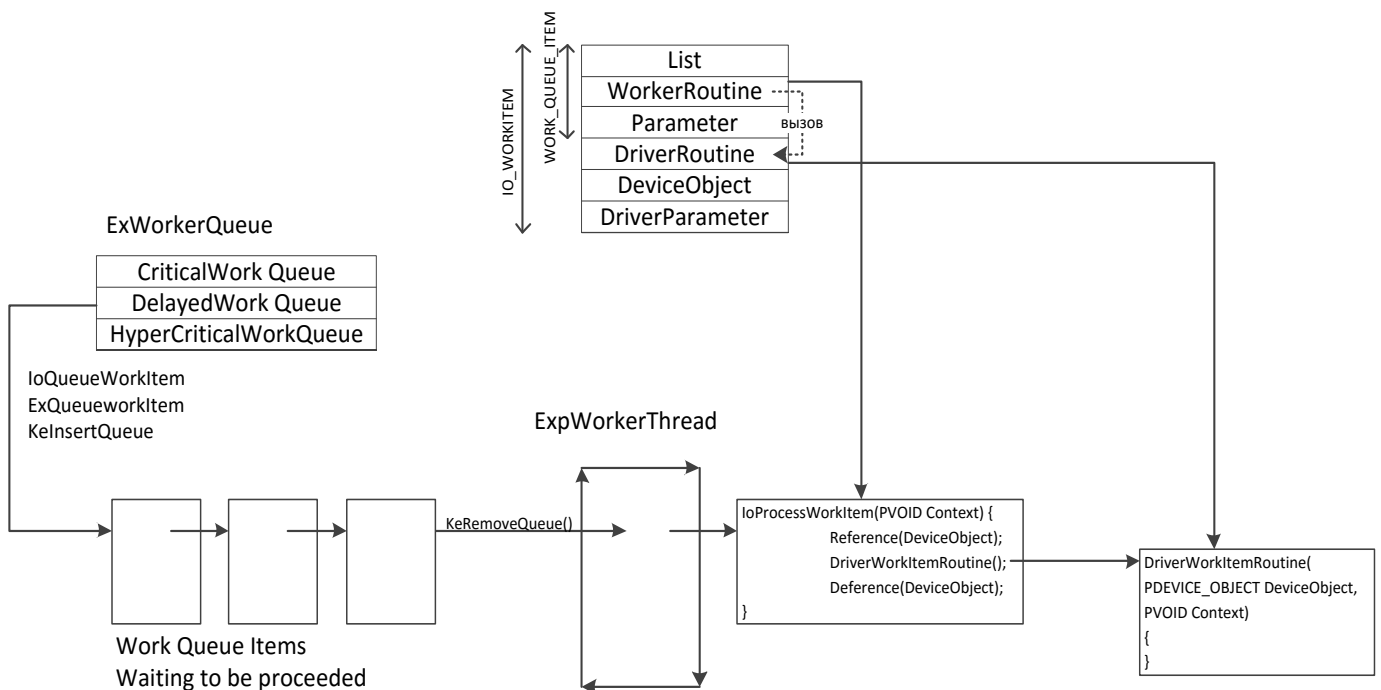 IO_WORKITEM
WORK_QUEUE_ITEM
List
WorkerRoutine
Parameter
вызов
DriverRoutine
DeviceObject
DriverParameter
ExWorkerQueue
CriticalWork Queue
DelayedWork Queue
HyperCriticalWorkQueue
IoQueueWorkItem
ExQueueworkItem
KeInsertQueue
ExpWorkerThread
KeRemoveQueue()
IoProcessWorkItem(PVOID Context) {
Reference(DeviceObject);
DriverWorkItemRoutine();
Deference(DeviceObject);
}
DriverWorkItemRoutine(
PDEVICE_OBJECT DeviceObject,
PVOID Context)
{
}
Work Queue Items
Waiting to be proceeded